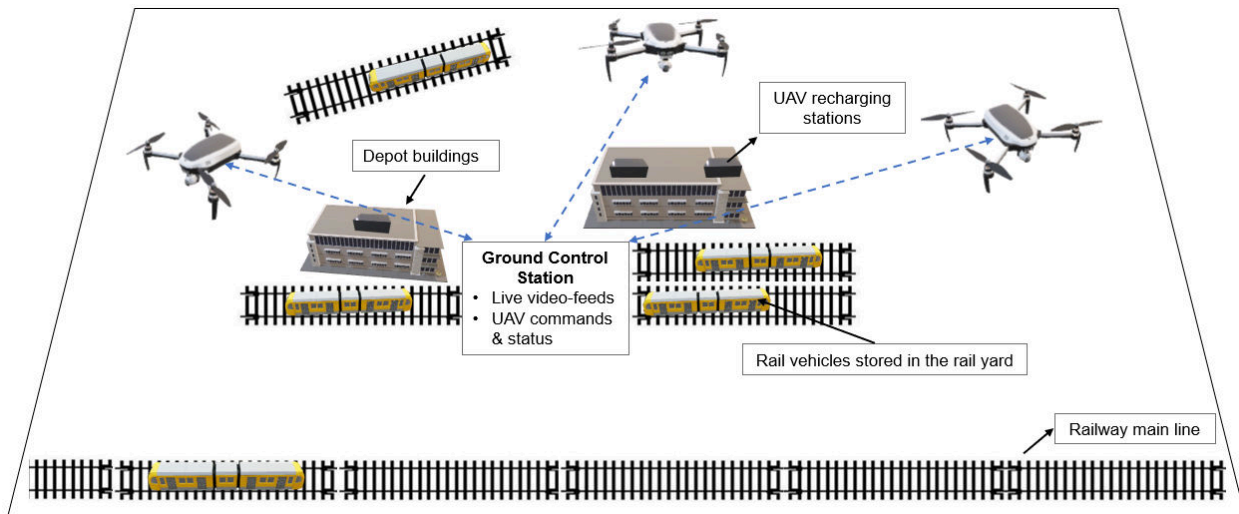 UAV recharging
stations
Depot buildings
Ground Control
Station
• Live video-feeds
• UAV commands
& status
Rail vehicles stored in the rail yard
Railway main line